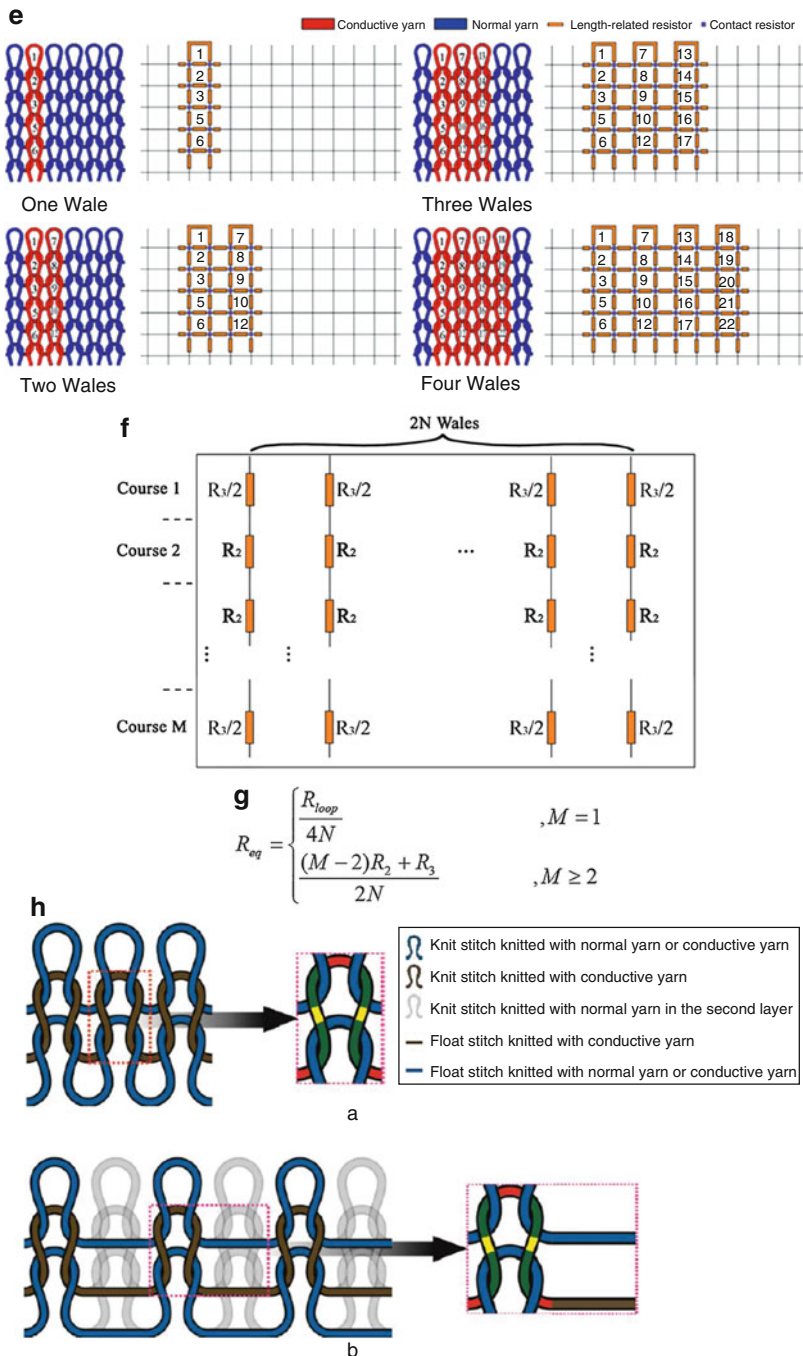 e
Conductive yarn Normal yarn Length-related resistor Contact resistor
1 1 7 13
2 2 8 14
3 3 9 15
5 5 10 16
6 6 12 17
One Wale Three Wales
1 7 1 7 13 18
2 8 2 8 14 19
3 9 3 9 15 20
5 10 5 10 16 21
6 12 6 12 17 22
Two Wales Four Wales
f
2N Wales
Course 1 R₃/2 R₃/2 R₃/2 R₃/2
Course 2 R₂ R₂ ... R₂ R₂
R₂ R₂ R₂ R₂
Course M R₃/2 R₃/2 R₃/2 R₃/2
g
R_eq = { R_loop / 4N , M = 1
(M − 2)R₂ + R₃ / 2N , M ≥ 2
h
Knit stitch knitted with normal yarn or conductive yarn
Knit stitch knitted with conductive yarn
Knit stitch knitted with normal yarn in the second layer
Float stitch knitted with conductive yarn
Float stitch knitted with normal yarn or conductive yarn
a
b